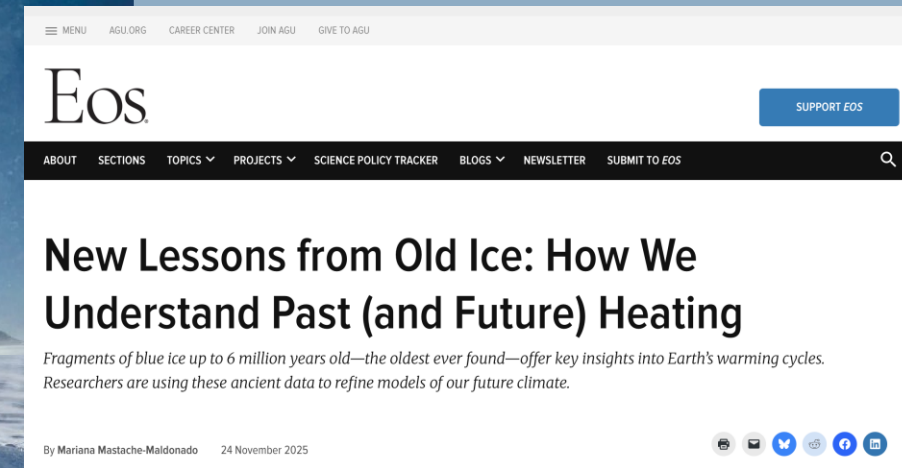 MENU AGU.ORG CAREER CENTER JOIN AGU GIVE TO AGU
Eos
SUPPORT EOS
ABOUT SECTIONS TOPICS PROJECTS SCIENCE POLICY TRACKER BLOGS NEWSLETTER SUBMIT TO EOS
New Lessons from Old Ice: How We
Understand Past (and Future) Heating
Fragments of blue ice up to 6 million years old—the oldest ever found—offer key insights into Earth’s warming cycles.
Researchers are using these ancient data to refine models of our future climate.
By Mariana Mastache-Maldonado 24 November 2025